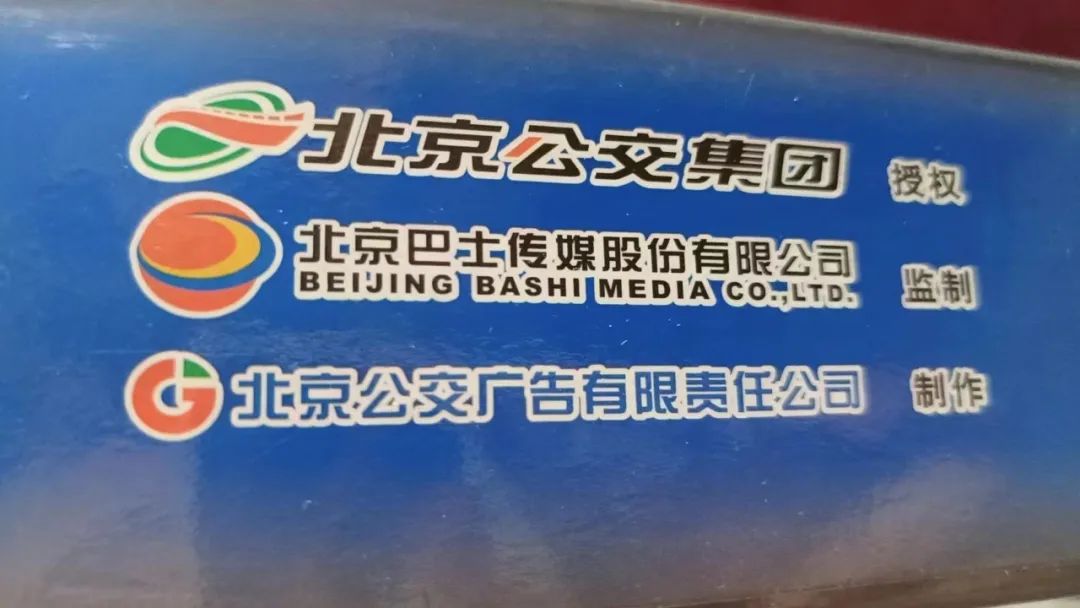 北京公交集团 授权
北京巴士传媒股份有限公司 监制
BEIJING BASHI MEDIA CO.,LTD.
北京公交广告有限责任公司 制作